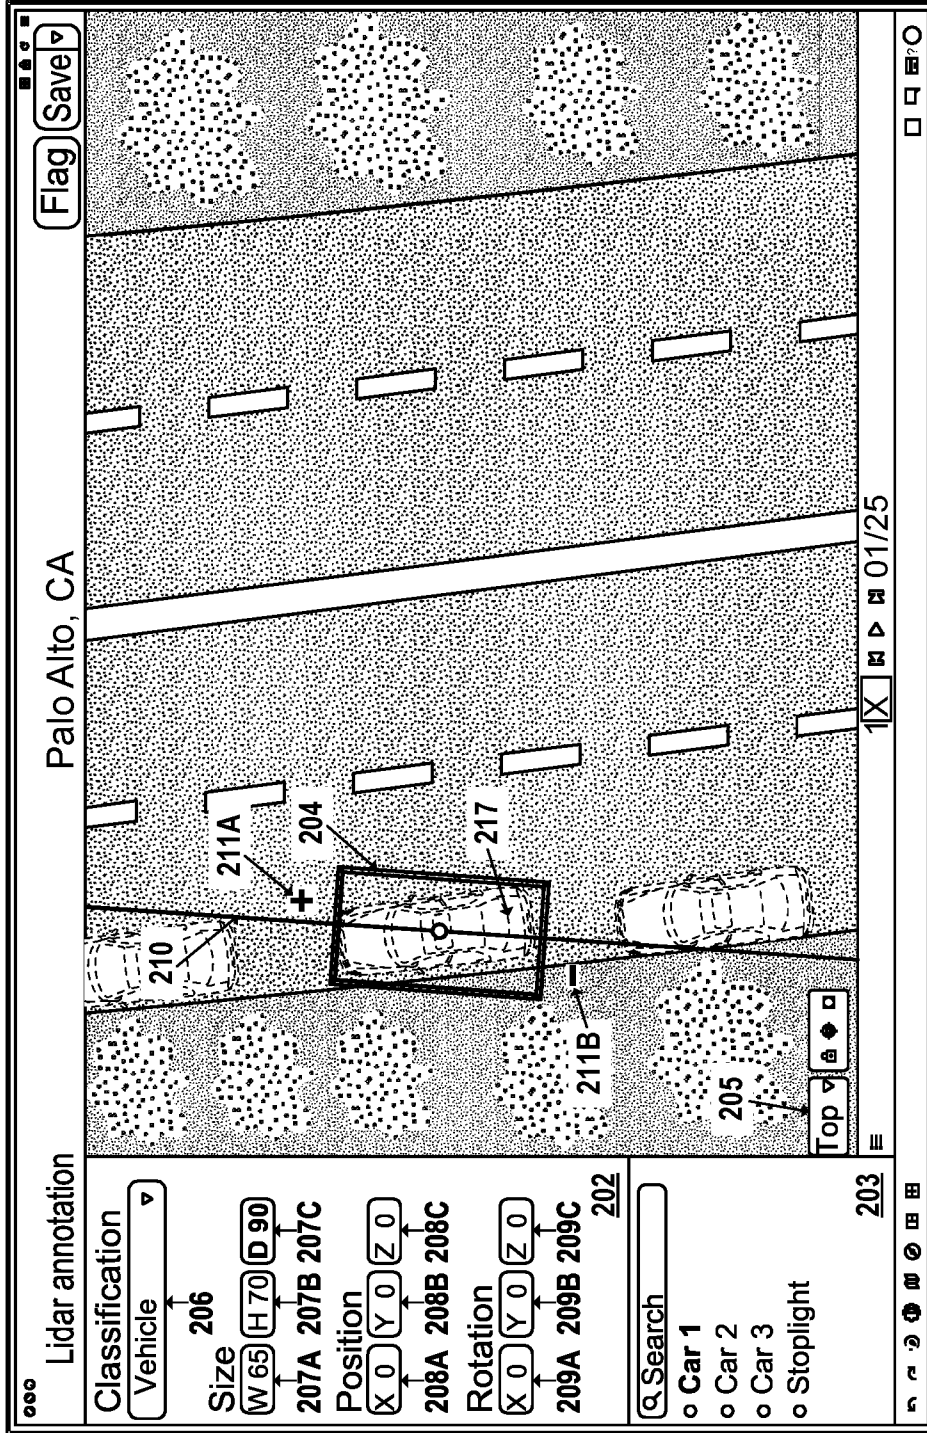 Palo Alto, CA
Flag
Save
Lidar annotation
Classification
Vehicle
206
Size
W 65 H 70 D 90
207A 207B 207C
Position
X 0 Y 0 Z 0
208A 208B 208C
Rotation
X 0 Y 0 Z 0
209A 209B 209C
202
Search
Car 1
Car 2
Car 3
Stoplight
203
210
211A
204
217
211B
205
Top
1X
01/25
?